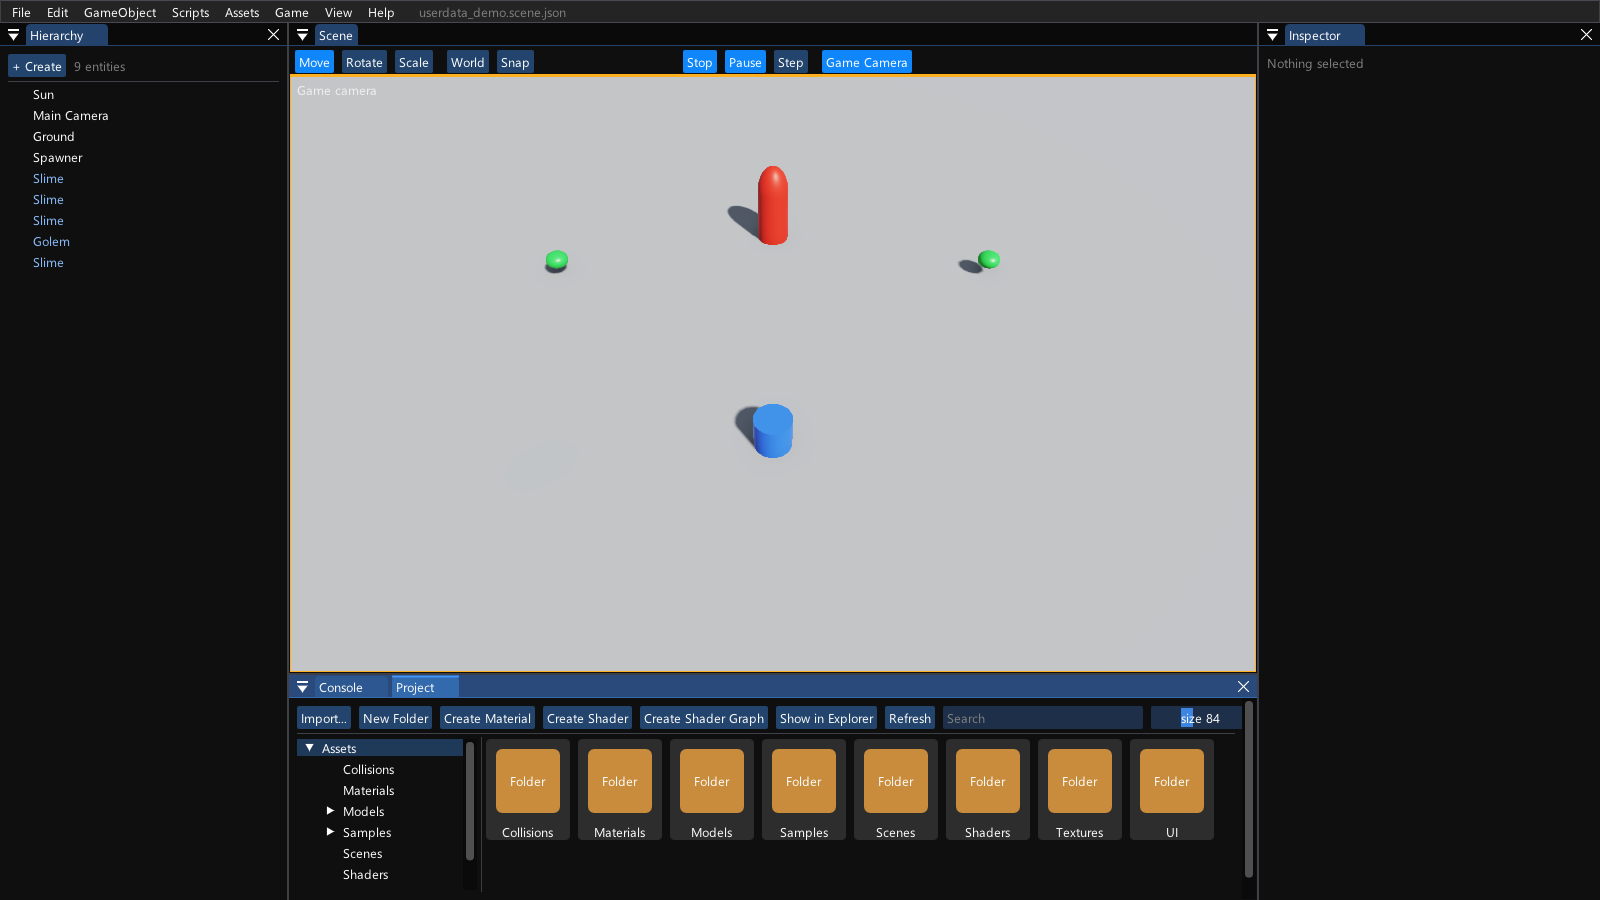 File Edit GameObject Scripts Assets Game View Help userdata_demo.scene.json
Hierarchy
+ Create 9 entities
Sun
Main Camera
Ground
Spawner
Slime
Slime
Slime
Golem
Slime
Scene
Move Rotate Scale World Snap Stop Pause Step Game Camera
Game camera
Console Project
Import... New Folder Create Material Create Shader Create Shader Graph Show in Explorer Refresh Search size 84
Assets
Collisions
Materials
Models
Samples
Scenes
Shaders
Folder Folder Folder Folder Folder Folder Folder Folder
Collisions Materials Models Samples Scenes Shaders Textures UI
Inspector
Nothing selected